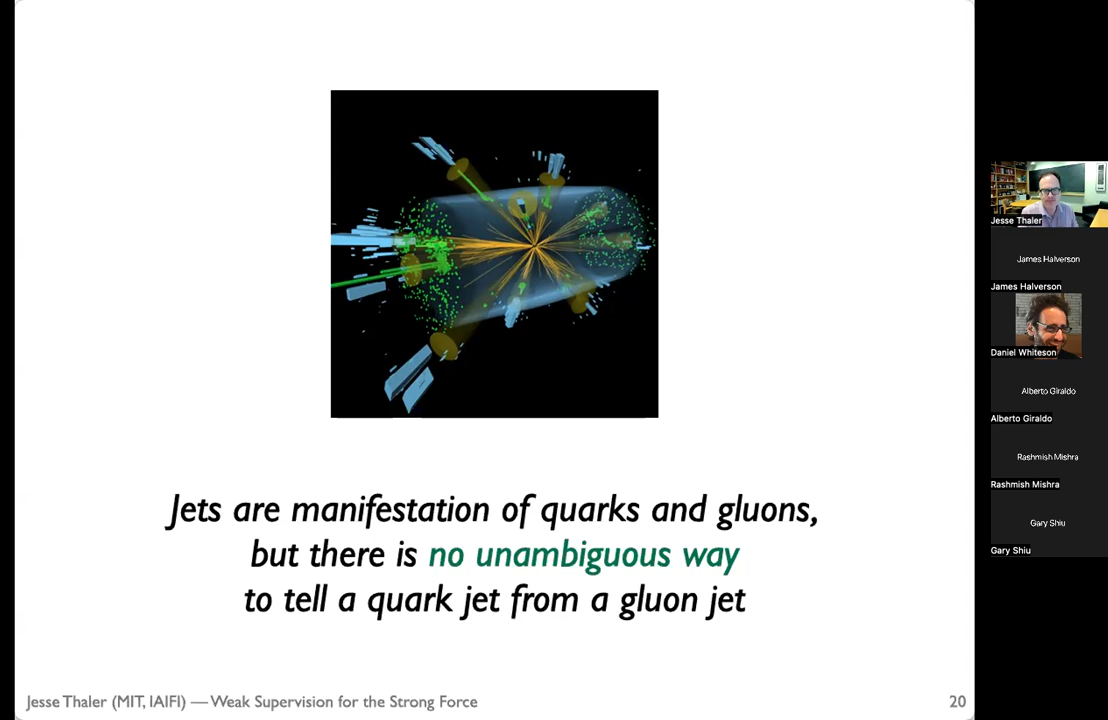 Jets are manifestation of quarks and gluons,
but there is no unambiguous way
to tell a quark jet from a gluon jet
Jesse Thaler (MIT, IAIFI) — Weak Supervision for the Strong Force
20
Jesse Thaler
James Halverson
James Halverson
Daniel Whiteson
Alberto Giraldo
Alberto Giraldo
Rashmish Mishra
Rashmish Mishra
Gary Shiu
Gary Shiu